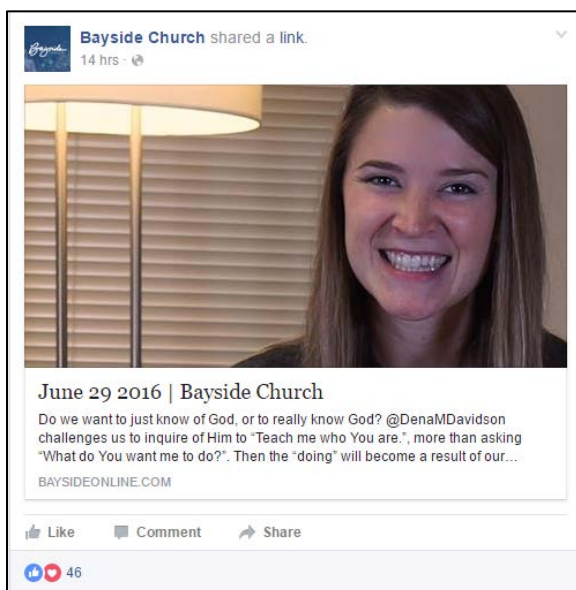 Bayside
Bayside Church shared a link.
14 hrs ·
June 29 2016 | Bayside Church
Do we want to just know of God, or to really know God? @DenaMDavidson
challenges us to inquire of Him to “Teach me who You are.”, more than asking
“What do You want me to do?”. Then the “doing” will become a result of our...
BAYSIDEONLINE.COM
Like Comment Share
46